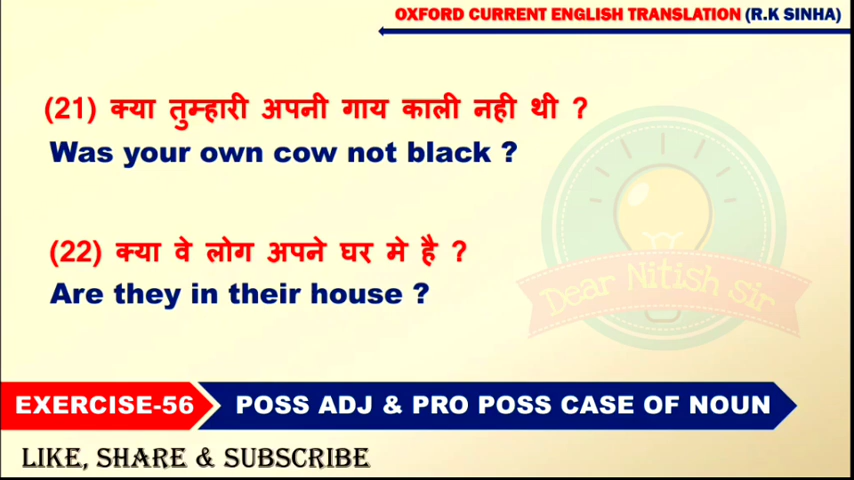 OXFORD CURRENT ENGLISH TRANSLATION (R.K SINHA)
(21) क्या तुम्हारी अपनी गाय काली नही थी ?
Was your own cow not black ?
(22) क्या वे लोग अपने घर मे है ?
Are they in their house ?
Dear Nitish Sir
EXERCISE-56 POSS ADJ & PRO POSS CASE OF NOUN
LIKE, SHARE & SUBSCRIBE